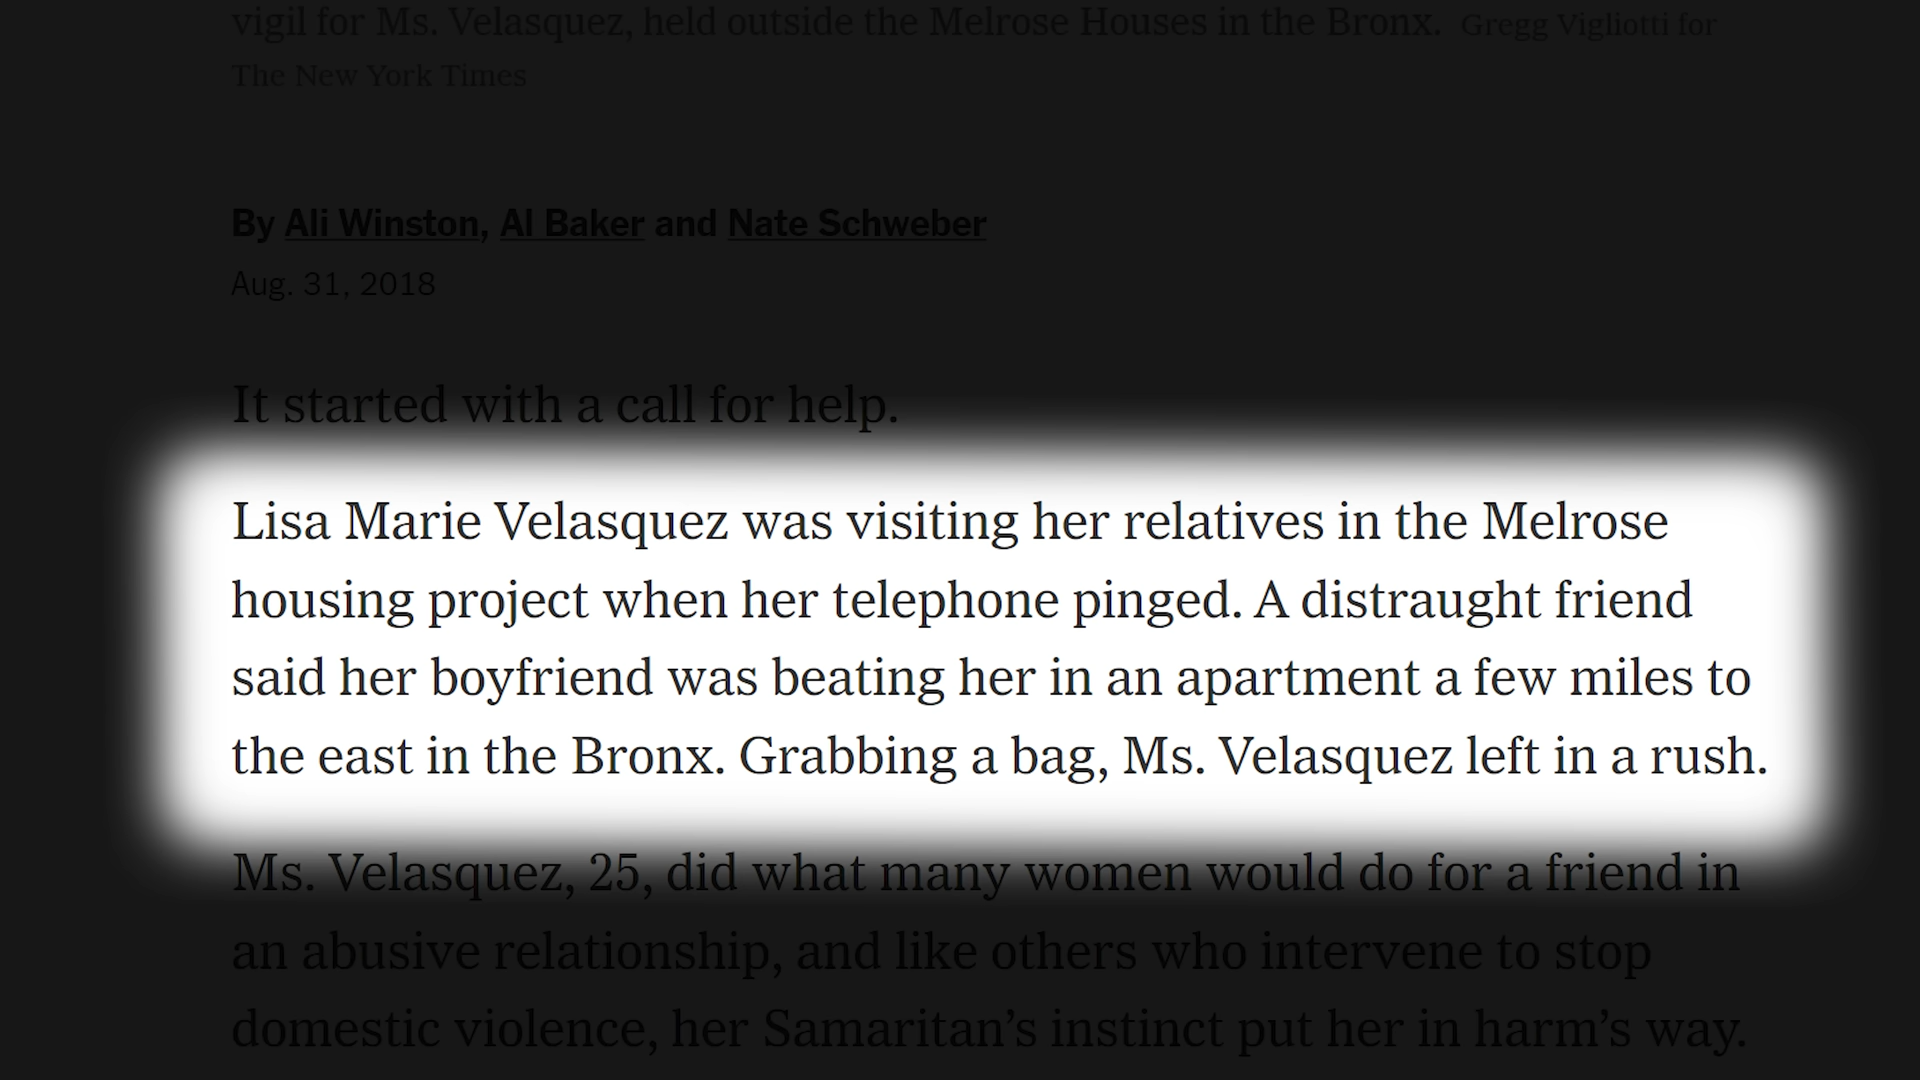 vigil for Ms. Velasquez, held outside the Melrose Houses in the Bronx. Gregg Vigliotti for
The New York Times
By Ali Winston, Al Baker and Nate Schweber
Aug. 31, 2018
It started with a call for help.
Lisa Marie Velasquez was visiting her relatives in the Melrose
housing project when her telephone pinged. A distraught friend
said her boyfriend was beating her in an apartment a few miles to
the east in the Bronx. Grabbing a bag, Ms. Velasquez left in a rush.
Ms. Velasquez, 25, did what many women would do for a friend in
an abusive relationship, and like others who intervene to stop
domestic violence, her Samaritan’s instinct put her in harm’s way.